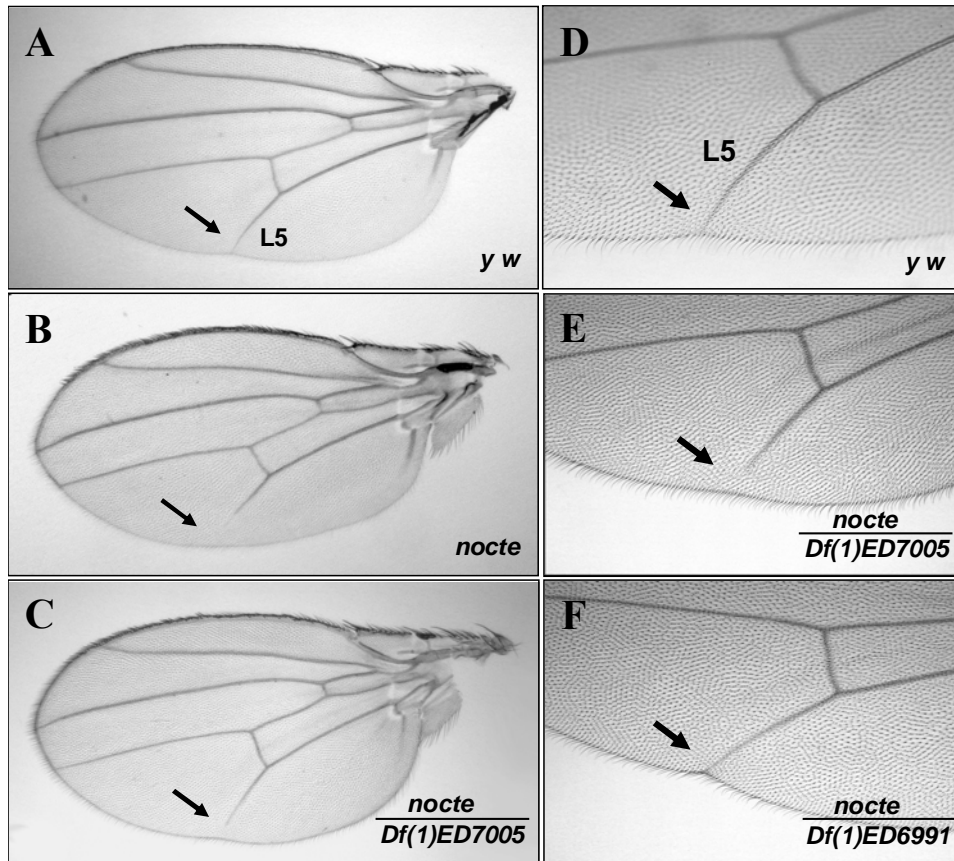 A
L5
y w
B
nocte
C
nocte
Df(1)ED7005
D
L5
y w
E
nocte
Df(1)ED7005
F
nocte
Df(1)ED6991